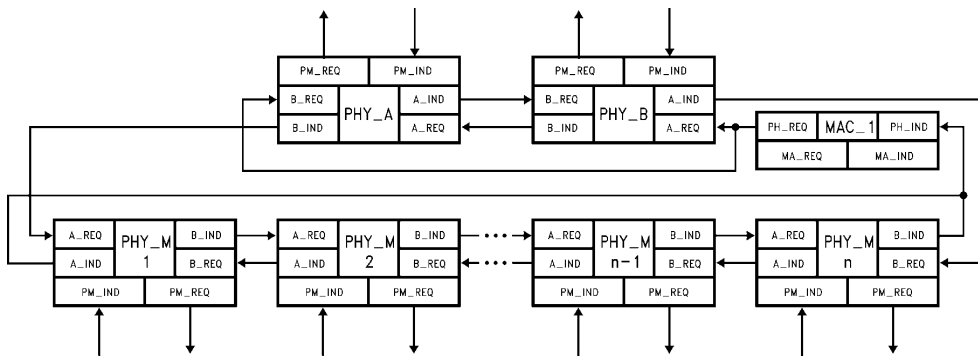 PM_REQ PM_IND
B_REQ PHY_A A_IND
B_IND A_REQ
PM_REQ PM_IND
B_REQ PHY_B A_IND
B_IND A_REQ
PH_REQ MAC_1 PH_IND
MA_REQ MA_IND
A_REQ PHY_M B_IND
A_IND 1 B_REQ
PM_IND PM_REQ
A_REQ PHY_M B_IND
A_IND 2 B_REQ
PM_IND PM_REQ
A_REQ PHY_M B_IND
A_IND n-1 B_REQ
PM_IND PM_REQ
A_REQ PHY_M B_IND
A_IND n B_REQ
PM_IND PM_REQ